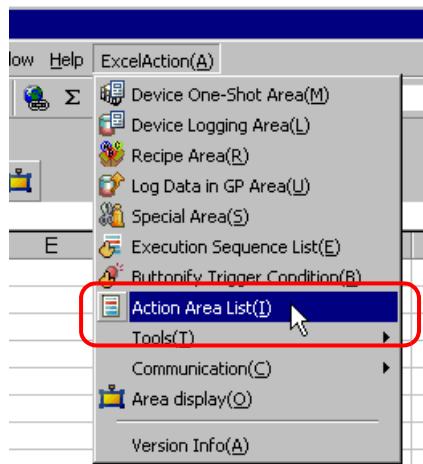 low Help ExcelAction(A)
Σ
Device One-Shot Area(M)
Device Logging Area(L)
Recipe Area(R)
Log Data in GP Area(U)
Special Area(S)
E
Execution Sequence List(E)
Buttonify Trigger Condition(B)
Action Area List(I)
Tools(T)
Communication(C)
Area display(O)
Version Info(A)